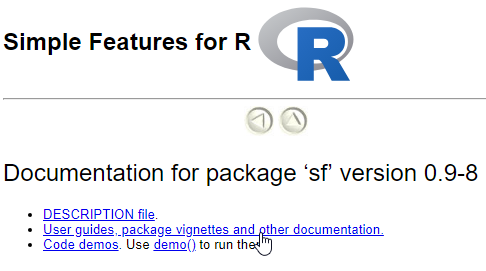 Simple Features for R
R
Documentation for package ‘sf’ version 0.9-8
DESCRIPTION file.
User guides, package vignettes and other documentation.
Code demos. Use demo() to run the